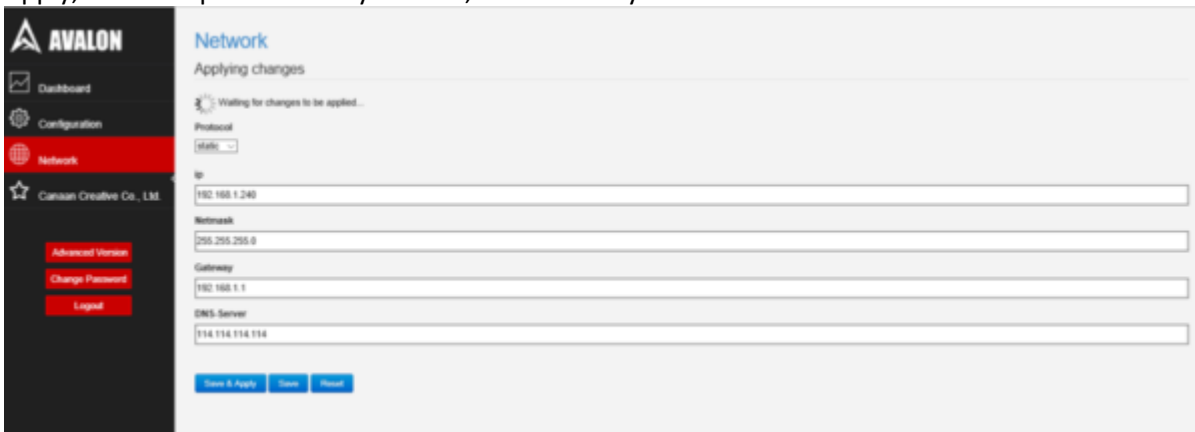 AVALON
Dashboard
Configuration
Network
Canaan Creative Co., Ltd.
Advanced Version
Change Password
Logout
Network
Applying changes
Waiting for changes to be applied...
Protocol
static
ip
192.168.1.240
Netmask
255.255.255.0
Gateway
192.168.1.1
DNS-Server
114.114.114.114
Save & Apply Save Reset